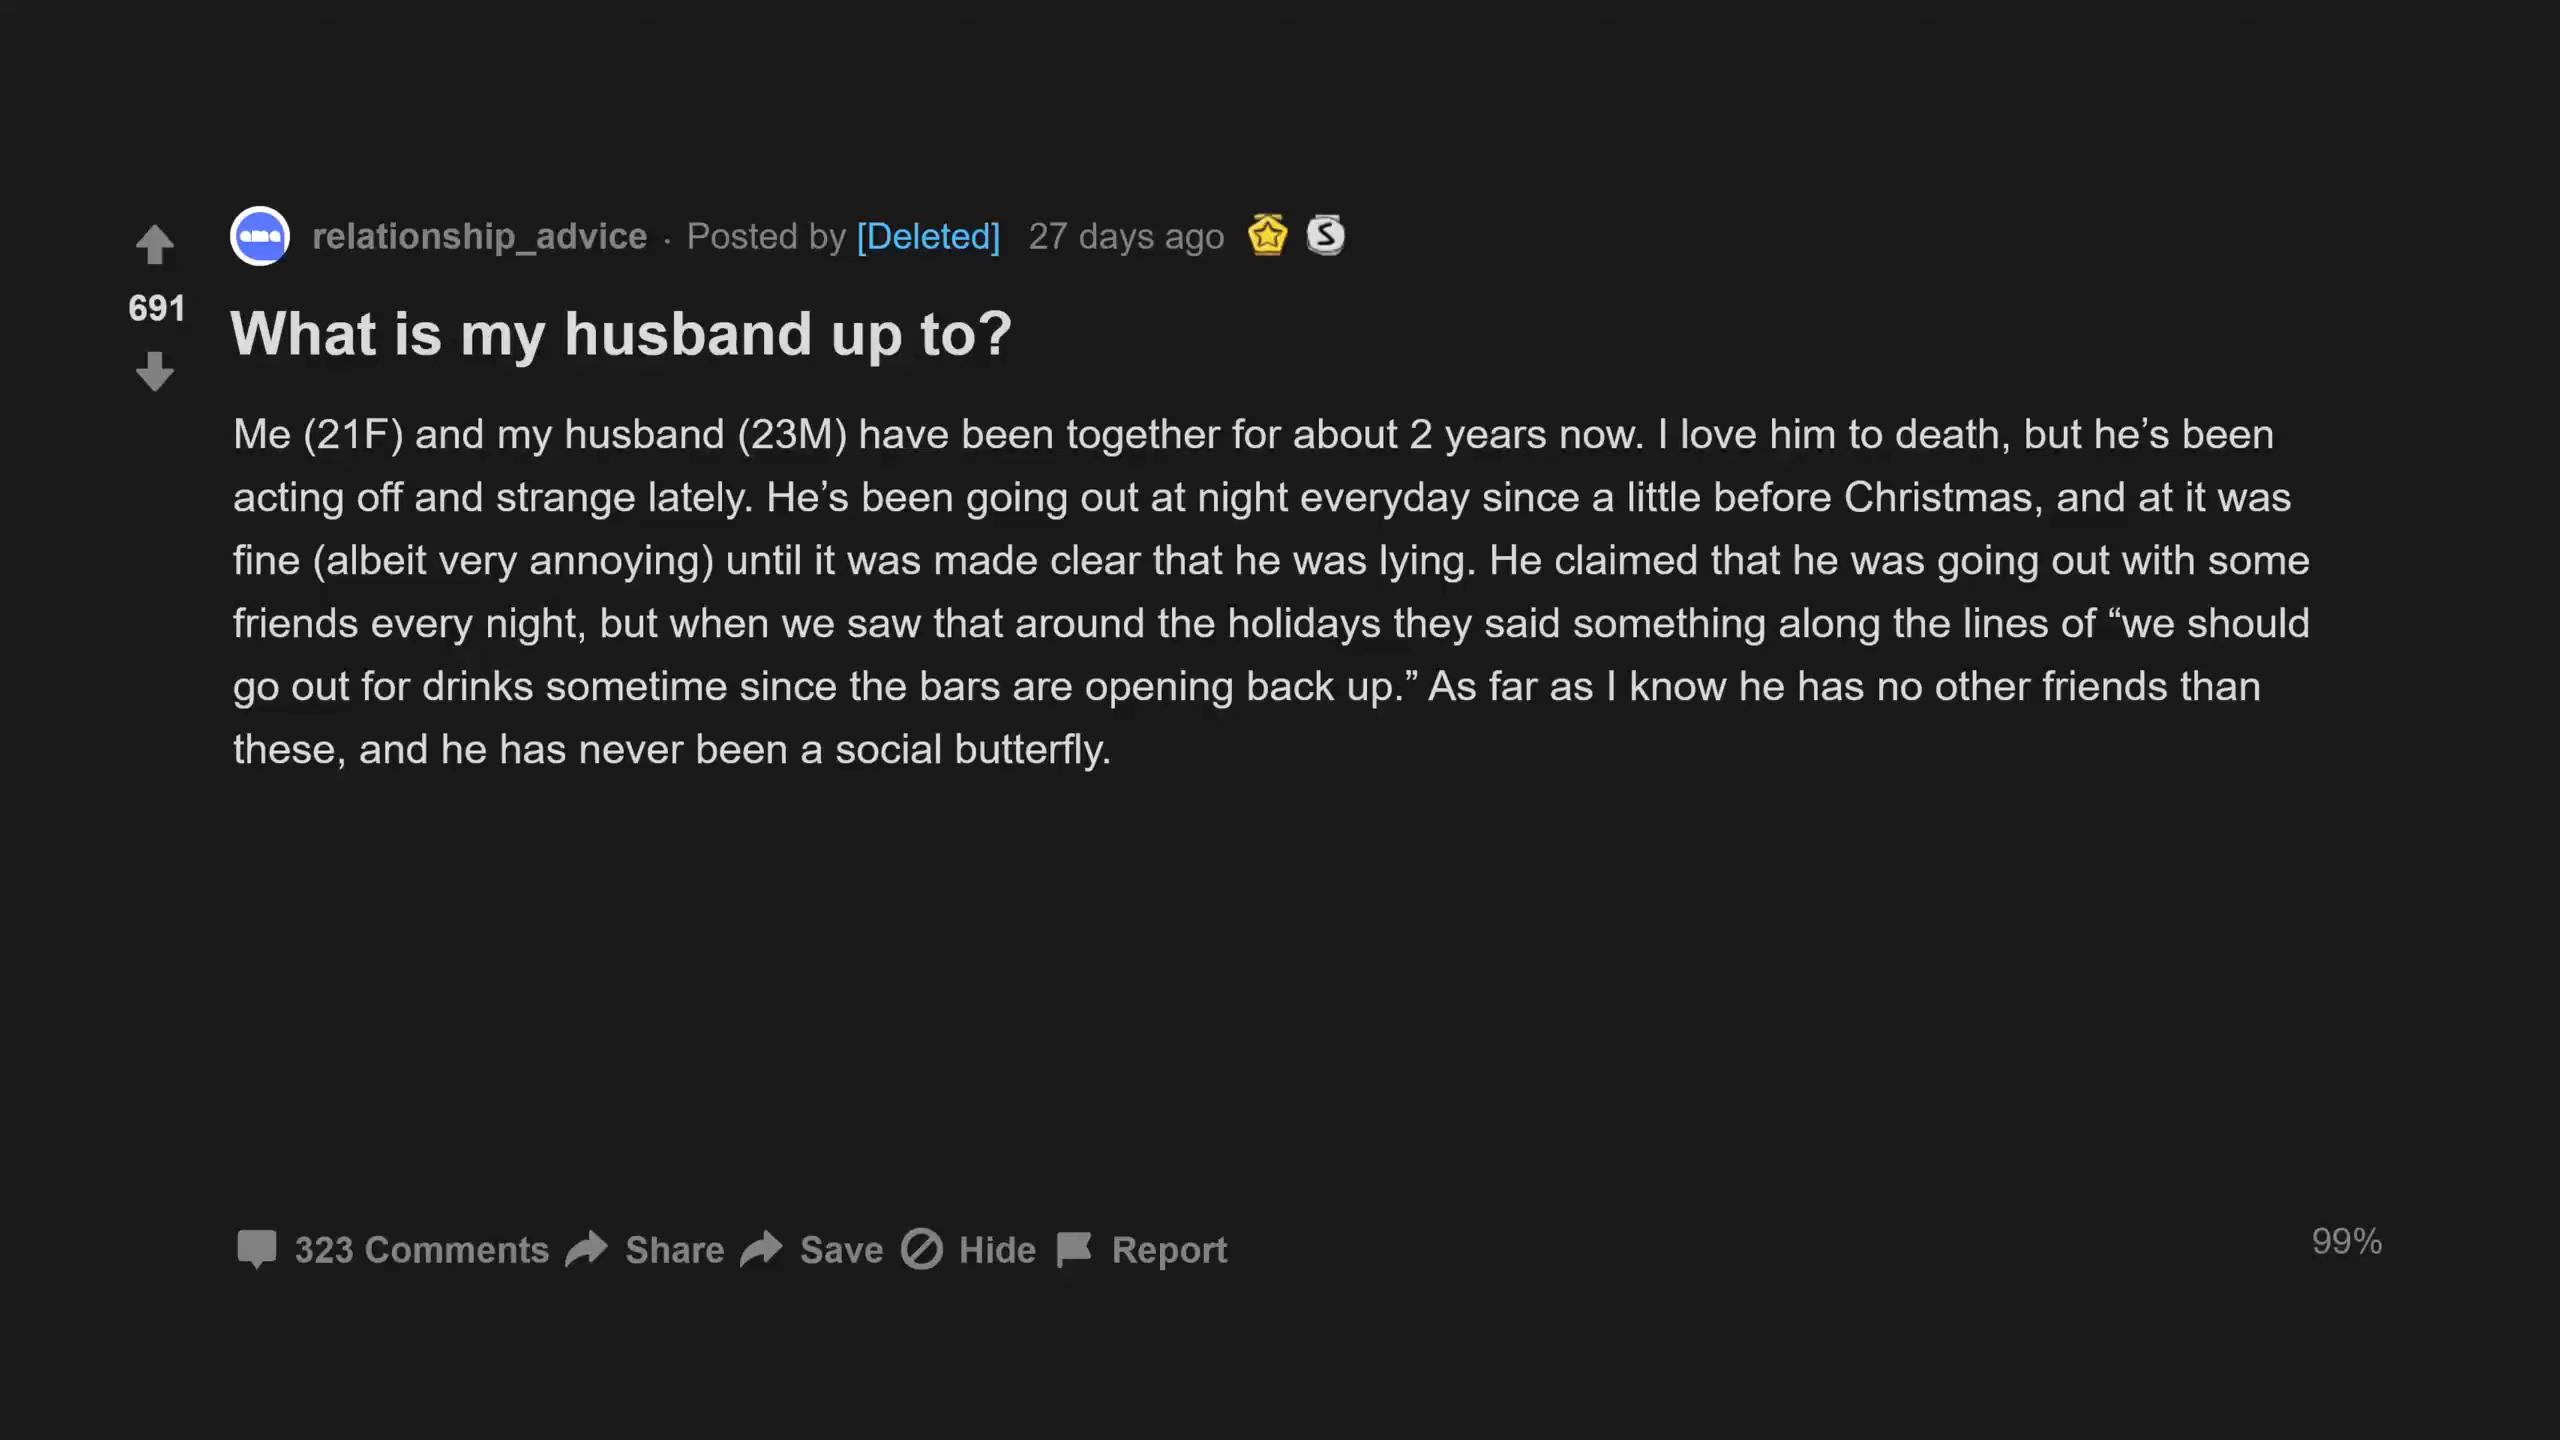 relationship_advice · Posted by [Deleted] 27 days ago
691
What is my husband up to?
Me (21F) and my husband (23M) have been together for about 2 years now. I love him to death, but he’s been
acting off and strange lately. He’s been going out at night everyday since a little before Christmas, and at it was
fine (albeit very annoying) until it was made clear that he was lying. He claimed that he was going out with some
friends every night, but when we saw that around the holidays they said something along the lines of “we should
go out for drinks sometime since the bars are opening back up.” As far as I know he has no other friends than
these, and he has never been a social butterfly.
323 Comments Share Save Hide Report
99%